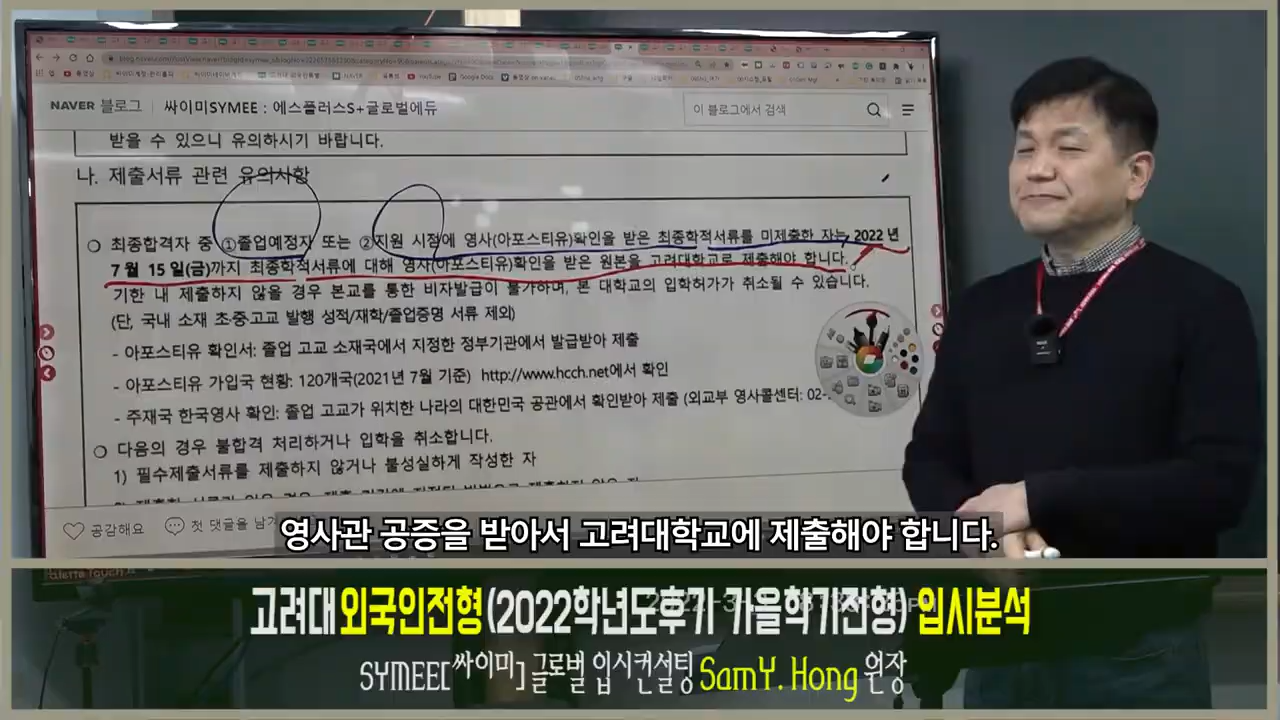 NAVER 블로그 | 싸이미SYMEE : 에스플러스S+글로벌에듀
이 블로그에서 검색
받을 수 있으니 유의하시기 바랍니다.
나. 제출서류 관련 유의사항
○ 최종합격자 중 ①졸업예정자 또는 ②지원 시점에 영사(아포스티유)확인을 받은 최종학적서류를 미제출한 자는 2022년
7월 15일(금)까지 최종학적서류에 대해 영사(아포스티유)확인을 받은 원본을 고려대학교로 제출해야 합니다.
기한 내 제출하지 않을 경우 본교를 통한 비자발급이 불가하며, 본 대학교의 입학허가가 취소될 수 있습니다.
(단, 국내 소재 초·중·고교 발행 성적/재학/졸업증명 서류 제외)
- 아포스티유 확인서: 졸업 고교 소재국에서 지정한 정부기관에서 발급받아 제출
- 아포스티유 가입국 현황: 120개국(2021년 7월 기준) http://www.hcch.net에서 확인
- 주재국 한국영사 확인: 졸업 고교가 위치한 나라의 대한민국 공관에서 확인받아 제출 (외교부 영사콜센터: 02-
○ 다음의 경우 불합격 처리하거나 입학을 취소합니다.
1) 필수제출서류를 제출하지 않거나 불성실하게 작성한 자
공감해요
첫 댓글을 남기
영사관 공증을 받아서 고려대학교에 제출해야 합니다.
고려대 외국인전형(2022학년도후기 가을학기전형) 입시분석
SYMEE[싸이미] 글로벌 입시컨설팅 SamY. Hong 원장